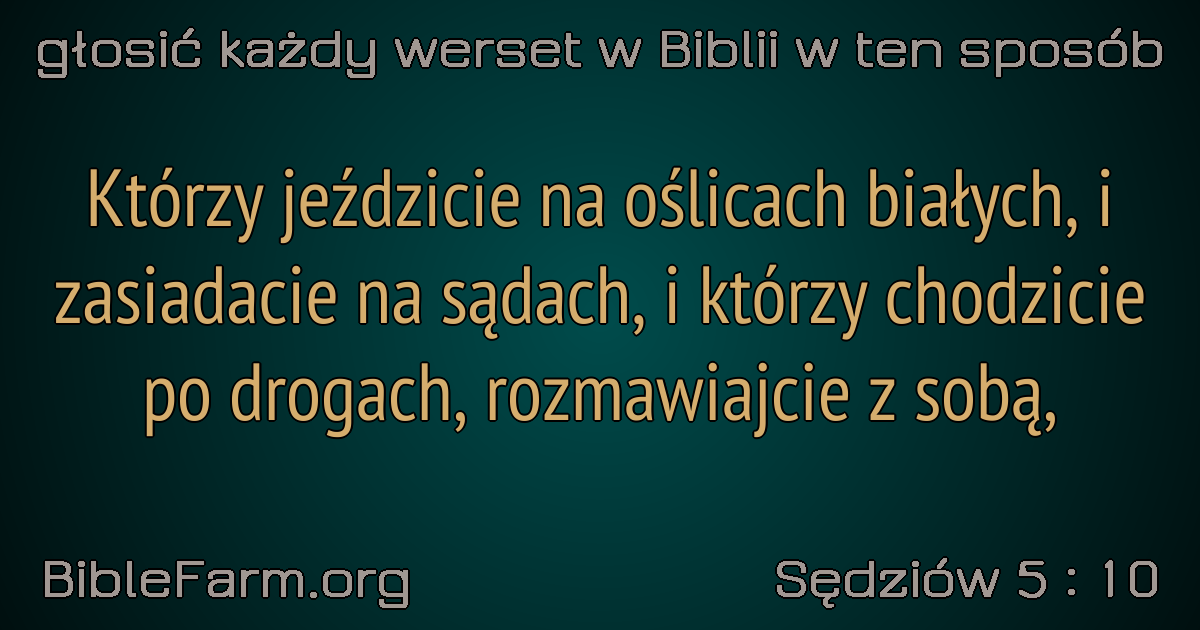 głosić każdy werset w Biblii w ten sposób
Którzy jeździcie na oślicach białych, i
zasiadacie na sądach, i którzy chodzicie
po drogach, rozmawiajcie z sobą,
BibleFarm.org
Sędziów 5 : 10